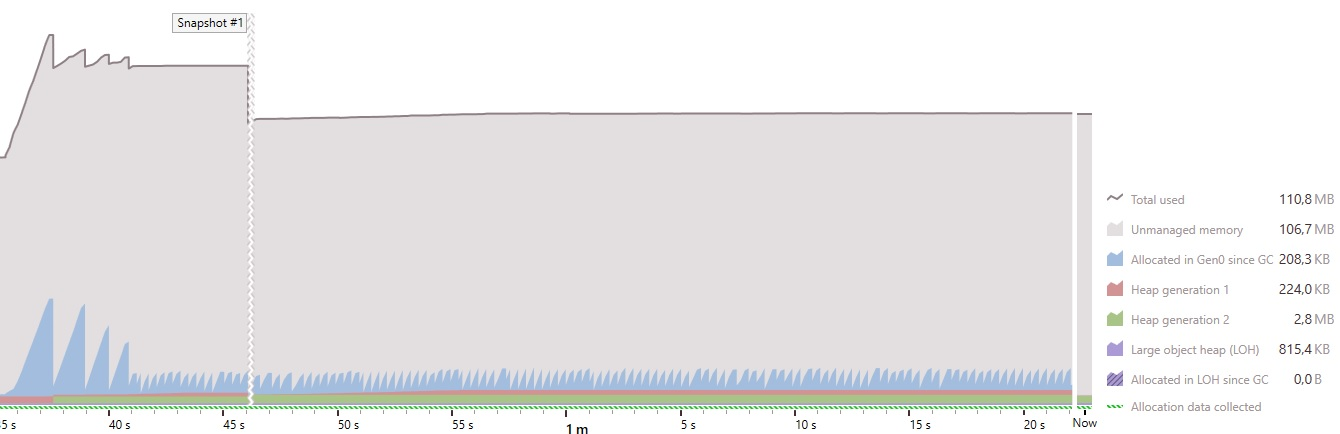 Snapshot #1
Total used 110,8 MB
Unmanaged memory 106,7 MB
Allocated in Gen0 since GC 208,3 KB
Heap generation 1 224,0 KB
Heap generation 2 2,8 MB
Large object heap (LOH) 815,4 KB
Allocated in LOH since GC 0,0 B
Allocation data collected
5 s 40 s 45 s 50 s 55 s 1 m 5 s 10 s 15 s 20 s Now